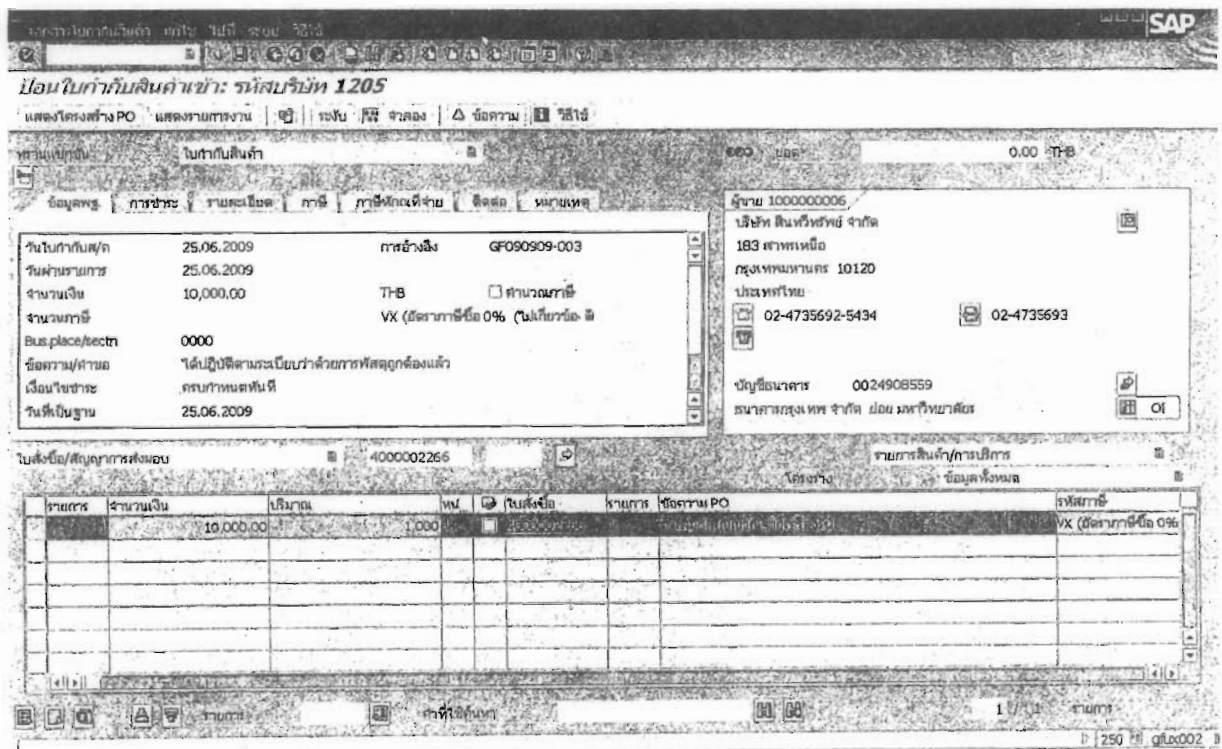 SAP
ป้อนใบกำกับสินค้าเข้า: รหัสบริษัท 1205
แสดงโครงสร้าง PO แสดงรายการงาน ระงับ จำลอง ข้อความ วิธีใช้
ใบกำกับสินค้า ยอด 0.00 THB
ข้อมูลพฐ. การชำระ รายละเอียด ภาษี ภาษีหักณที่จ่าย ติดต่อ หมายเหตุ
วันใบกำกับส/ค 25.06.2009 การอ้างอิง GF090909-003
วันผ่านรายการ 25.06.2009
จำนวนเงิน 10,000.00 THB คำนวณภาษี
จำนวนภาษี VX (อัตราภาษีซื้อ 0% (ไม่เกี่ยวข้อ
Bus.place/sectn 0000
ข้อความ/คำขอ ได้ปฏิบัติตามระเบียบว่าด้วยการพัสดุถูกต้องแล้ว
เงื่อนไขชำระ ครบกำหนดทันที
วันที่เป็นฐาน 25.06.2009
ผู้ขาย 1000000006
บริษัท สินทวีทรัพย์ จำกัด
183 สาทรเหนือ
กรุงเทพมหานคร 10120
ประเทศไทย
02-4735692-5434 02-4735693
บัญชีธนาคาร 0024908559
ธนาคารกรุงเทพ จำกัด ย่อย มหาวิทยาลัย
OI
ใบสั่งซื้อ/สัญญาการส่งมอบ 4000002266 รายการสินค้า/การบริการ
โครงร่าง ข้อมูลทั้งหมด
รายการ จำนวนเงิน ปริมาณ หน่ ใบสั่งซื้อ รายการ ข้อความ PO รหัสภาษี
10,000.00 1,000 VX (อัตราภาษีซื้อ 0%
รายการ ค่าที่ใช้ค้นหา 1 / 1 รายการ
250 gflux002